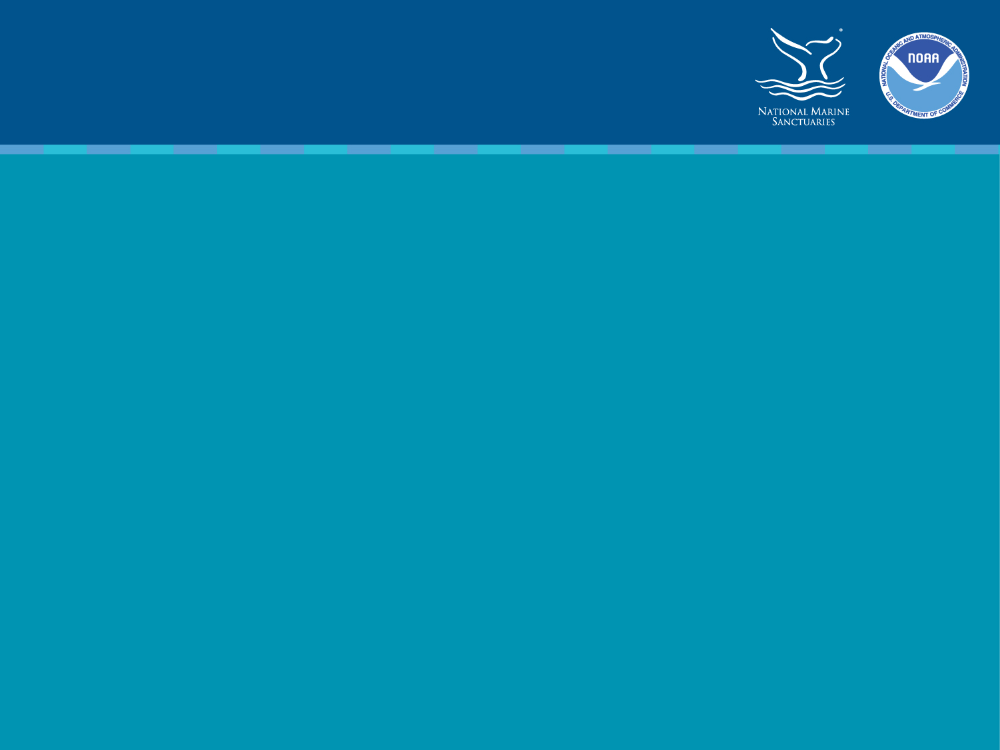 ®
NATIONAL MARINE
SANCTUARIES
NATIONAL OCEANIC AND ATMOSPHERIC ADMINISTRATION
NOAA
U.S. DEPARTMENT OF COMMERCE